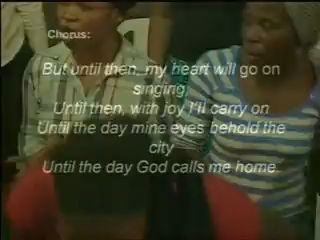 Chorus:
But until then, my heart will go on
singing
Until then, with joy I'll carry on
Until the day mine eyes behold the
city
Until the day God calls me home